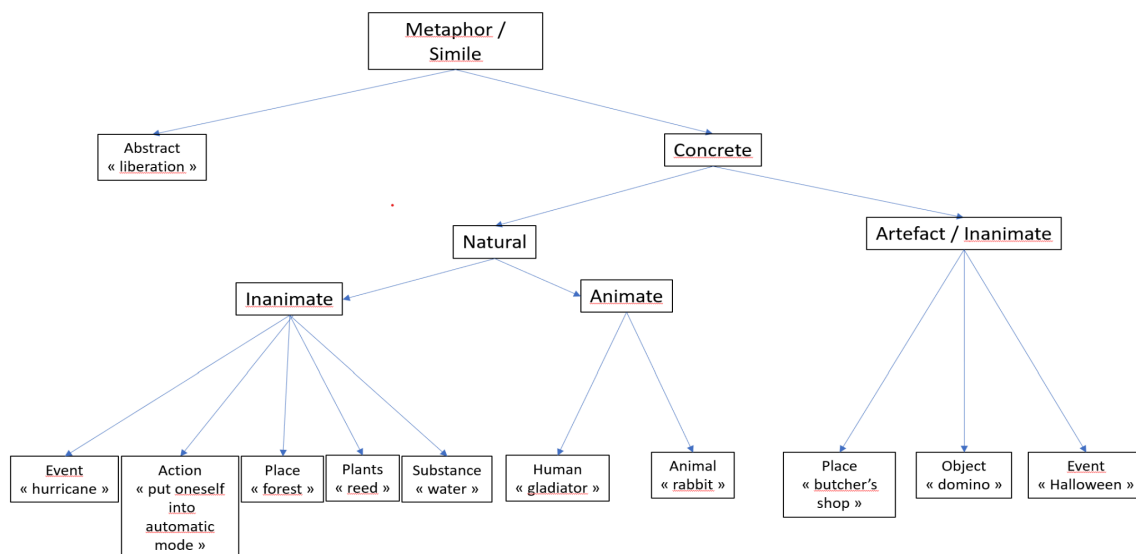 Metaphor /
Simile
Abstract
« liberation »
Concrete
Natural
Artefact / Inanimate
Inanimate
Animate
Event
« hurricane »
Action
« put oneself
into
automatic
mode »
Place
« forest »
Plants
« reed »
Substance
« water »
Human
« gladiator »
Animal
« rabbit »
Place
« butcher’s
shop »
Object
« domino »
Event
« Halloween »